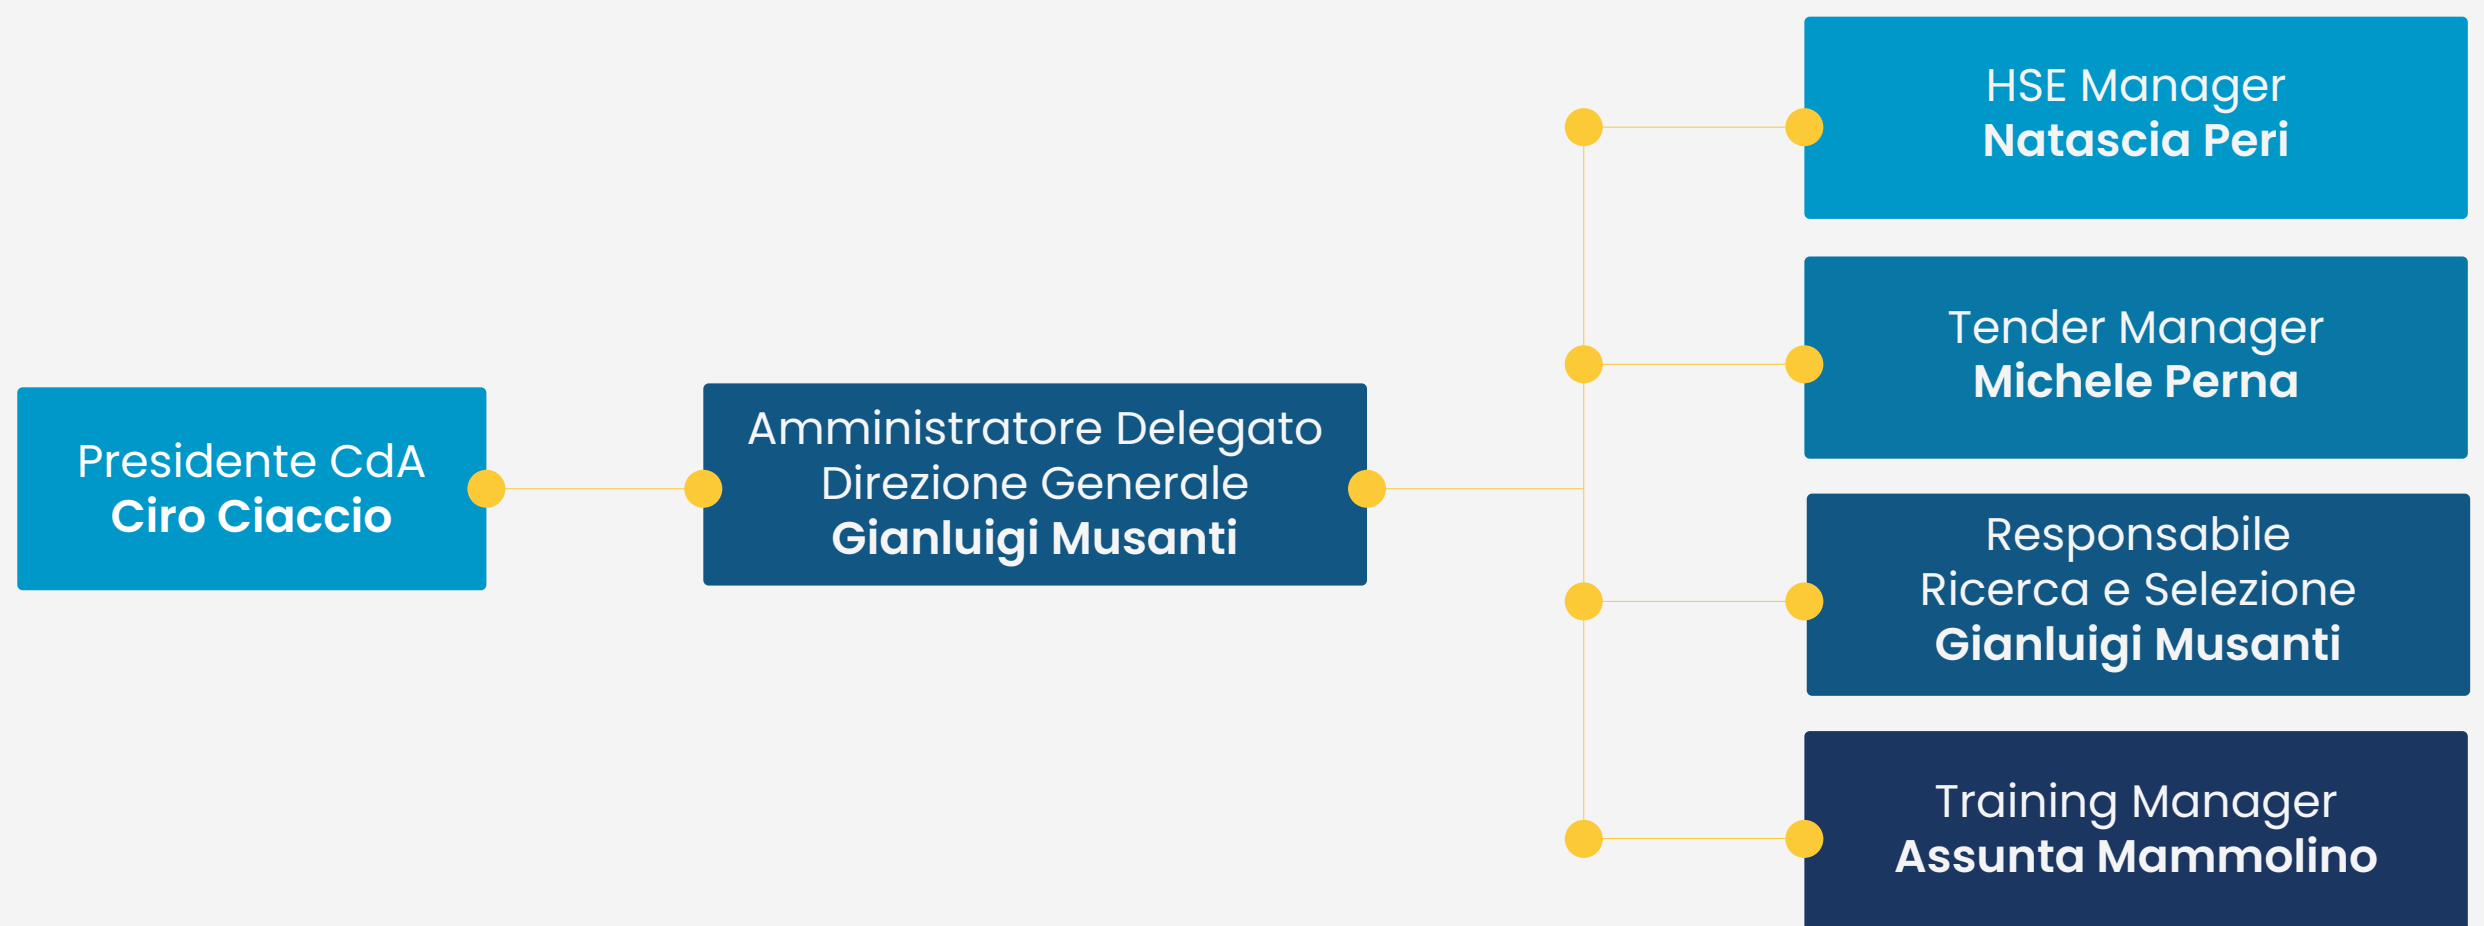 Presidente CdA
Ciro Ciaccio
Amministratore Delegato
Direzione Generale
Gianluigi Musanti
HSE Manager
Natascia Peri
Tender Manager
Michele Perna
Responsabile
Ricerca e Selezione
Gianluigi Musanti
Training Manager
Assunta Mammolino